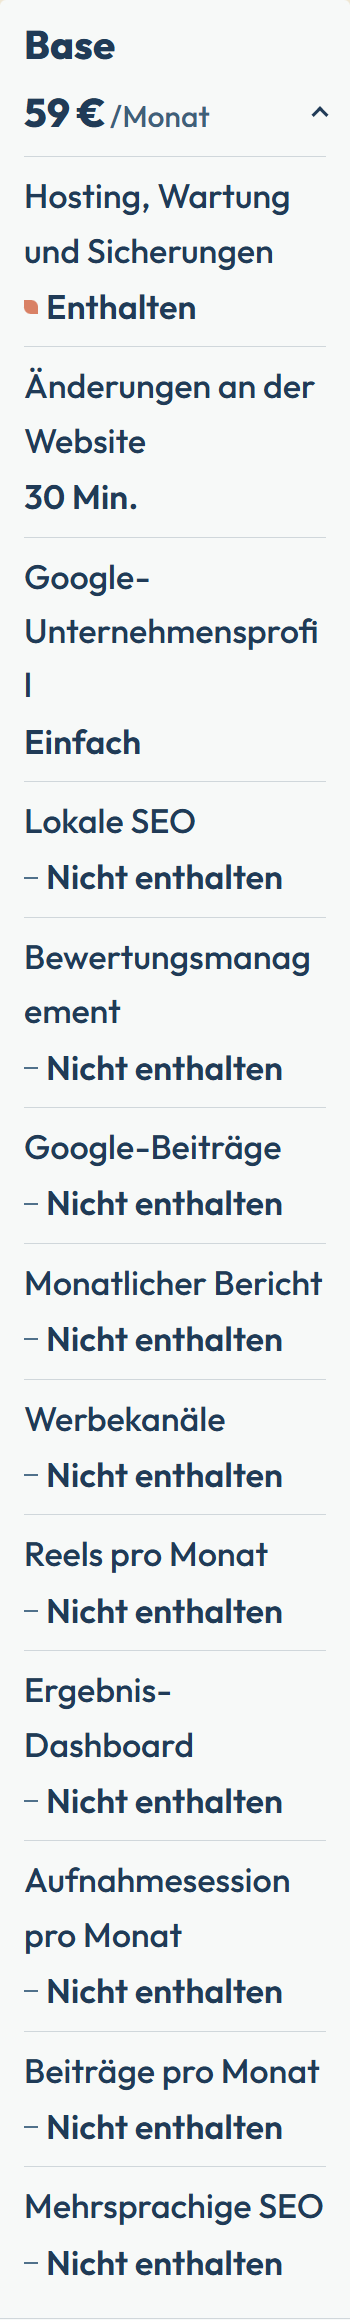 Base
59 € /Monat
Hosting, Wartung
und Sicherungen
Enthalten
Änderungen an der
Website
30 Min.
Google-
Unternehmensprofi
l
Einfach
Lokale SEO
– Nicht enthalten
Bewertungsmanag
ement
– Nicht enthalten
Google-Beiträge
– Nicht enthalten
Monatlicher Bericht
– Nicht enthalten
Werbekanäle
– Nicht enthalten
Reels pro Monat
– Nicht enthalten
Ergebnis-
Dashboard
– Nicht enthalten
Aufnahmesession
pro Monat
– Nicht enthalten
Beiträge pro Monat
– Nicht enthalten
Mehrsprachige SEO
– Nicht enthalten